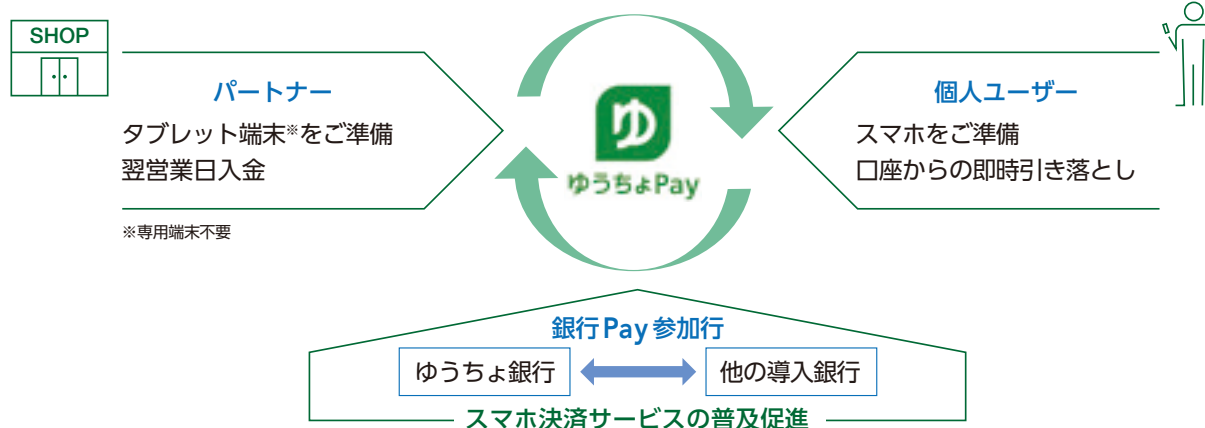 SHOP
パートナー
タブレット端末※をご準備
翌営業日入金
※専用端末不要
ゆ
ゆうちょPay
個人ユーザー
スマホをご準備
口座からの即時引き落とし
銀行Pay 参加行
ゆうちょ銀行
他の導入銀行
スマホ決済サービスの普及促進